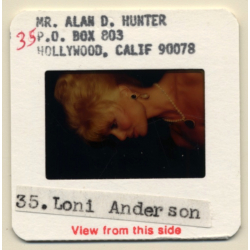 MR. ALAN D. HUNTER
35 P.O. BOX 803
HOLLYWOOD, CALIF 90078
35. Loni Anderson
View from this side